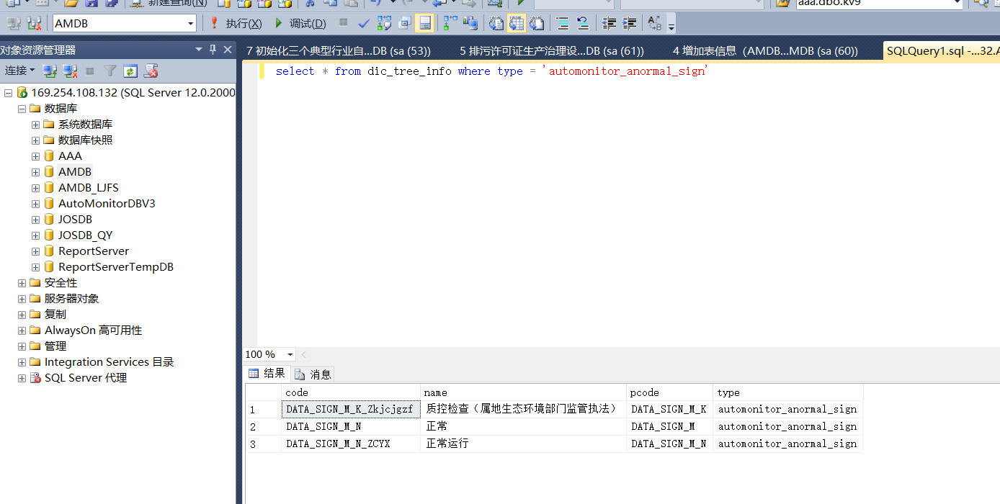 新建查询(N)
aaa.dbo.kv9
AMDB
执行(X)
调试(D)
对象资源管理器
7 初始化三个典型行业自...DB (sa (53))
5 排污许可证生产治理设...DB (sa (61))
4 增加表信息（AMDB...MDB (sa (60))
SQLQuery1.sql -...32.A
连接
select * from dic_tree_info where type = 'automonitor_anormal_sign'
169.254.108.132 (SQL Server 12.0.2000
数据库
系统数据库
数据库快照
AAA
AMDB
AMDB_LJFS
AutoMonitorDBV3
JOSDB
JOSDB_QY
ReportServer
ReportServerTempDB
安全性
服务器对象
复制
AlwaysOn 高可用性
管理
Integration Services 目录
SQL Server 代理
100 %
结果
消息
code name pcode type
1 DATA_SIGN_M_K_Zkjcjgzf 质控检查（属地生态环境部门监管执法） DATA_SIGN_M_K automonitor_anormal_sign
2 DATA_SIGN_M_N 正常 DATA_SIGN_M automonitor_anormal_sign
3 DATA_SIGN_M_N_ZCYX 正常运行 DATA_SIGN_M_N automonitor_anormal_sign